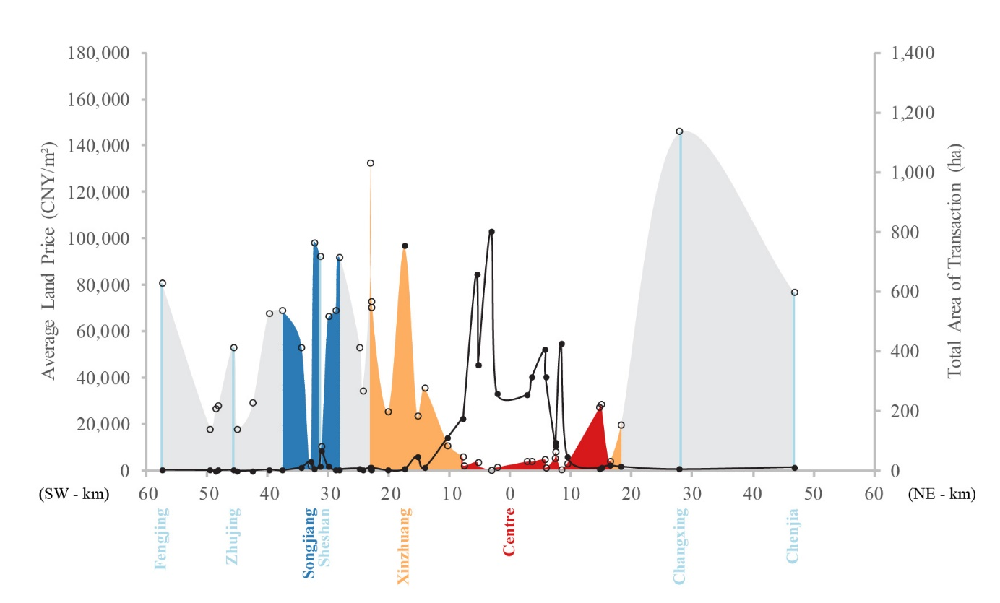 180,000
160,000
140,000
120,000
100,000
80,000
60,000
40,000
20,000
0
Average Land Price (CNY/m²)
1,400
1,200
1,000
800
600
400
200
0
Total Area of Transaction (ha)
(SW - km) 60 50 40 30 20 10 0 10 20 30 40 50 60 (NE - km)
Fengjing
Zhujing
Songjiang
Sheshan
Xinzhuang
Centre
Changxing
Chenjia